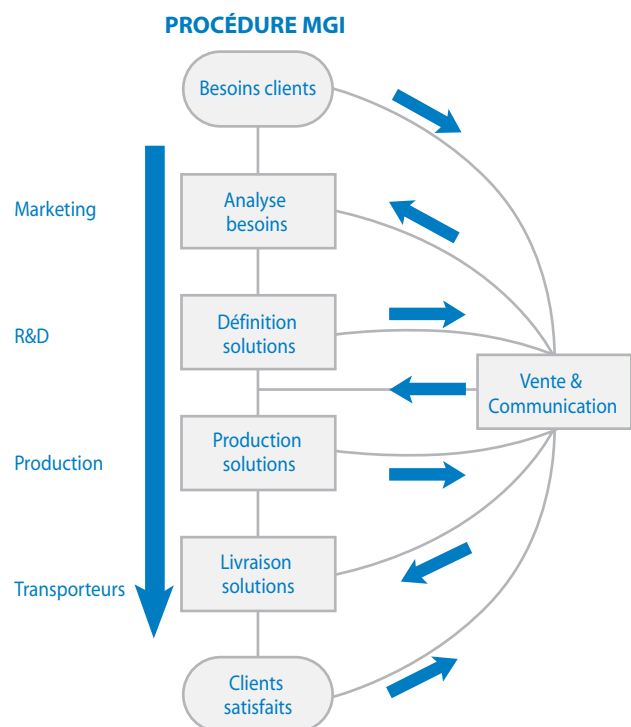 PROCÉDURE MGI
Besoins clients
Marketing
Analyse
besoins
R&D
Définition
solutions
Vente &
Communication
Production
Production
solutions
Transporteurs
Livraison
solutions
Clients
satisfaits